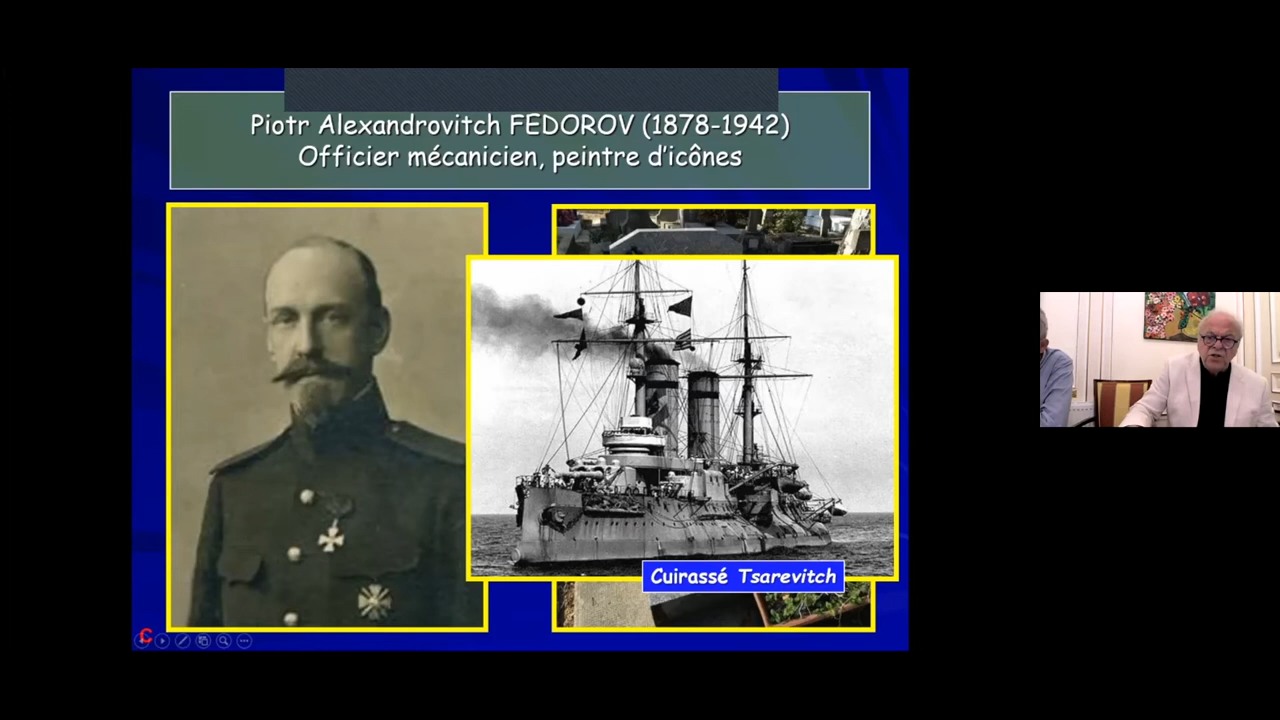 Piotr Alexandrovitch FEDOROV (1878-1942)
Officier mécanicien, peintre d'icônes
Cuirassé Tsarevitch
C